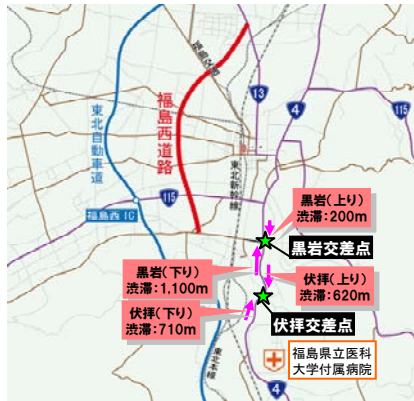 福島交通
13
4
115
東北自動車道
福島西道路
東北新幹線
115
福島西IC
黒岩(上り)
渋滞:200m
黒岩交差点
黒岩(下り)
渋滞:1,100m
伏拝(上り)
渋滞:620m
伏拝(下り)
渋滞:710m
伏拝交差点
福島県立医科
大学付属病院
東北本線
4